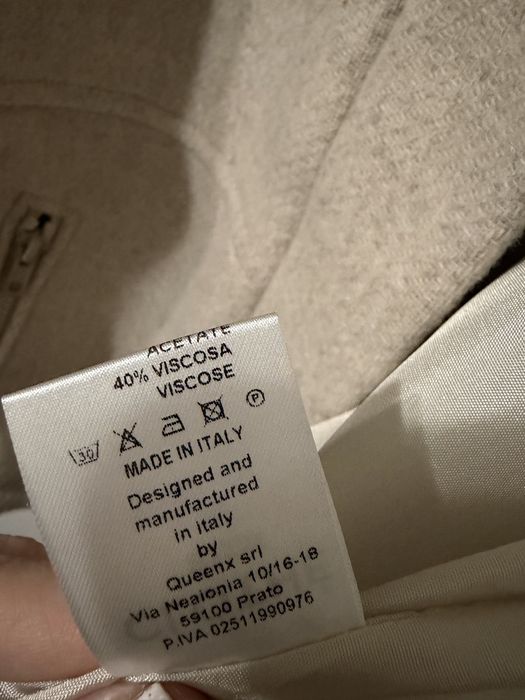 ACETATE
40% VISCOSA
VISCOSE
30 P
MADE IN ITALY
Designed and
manufactured
in italy
by
Queenx srl
Via Neaionia 10/16-18
59100 Prato
P.IVA 02511990976